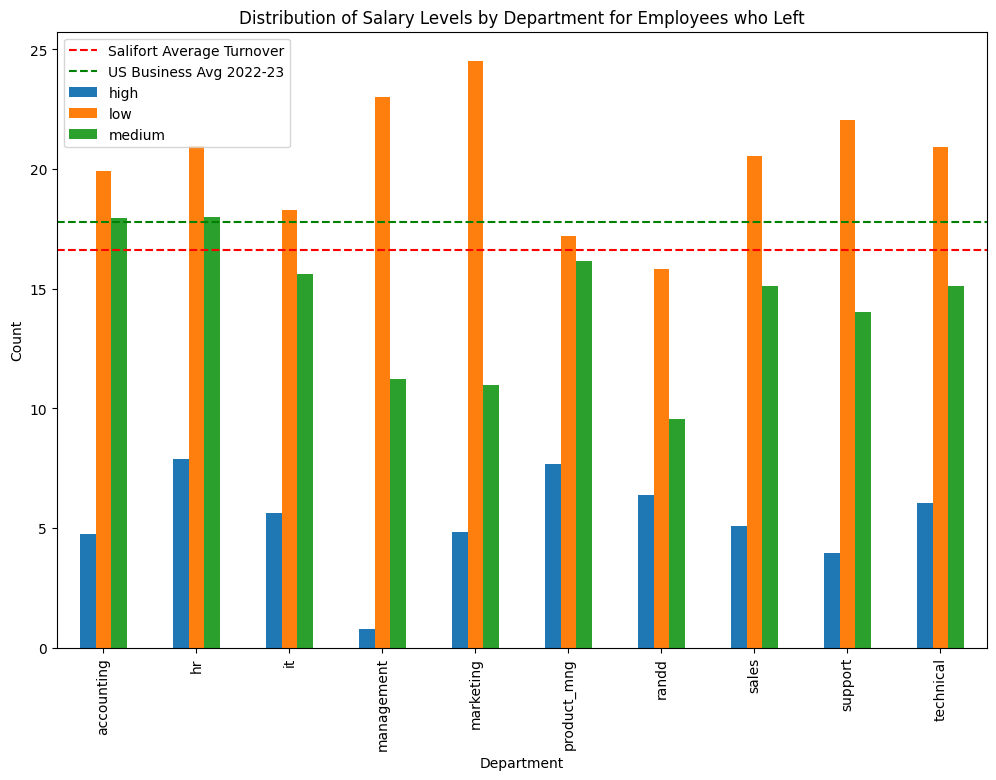 Distribution of Salary Levels by Department for Employees who Left
Salifort Average Turnover
US Business Avg 2022-23
high
low
medium
25
20
15
10
5
0
Count
accounting
hr
it
management
marketing
product_mng
randd
sales
support
technical
Department